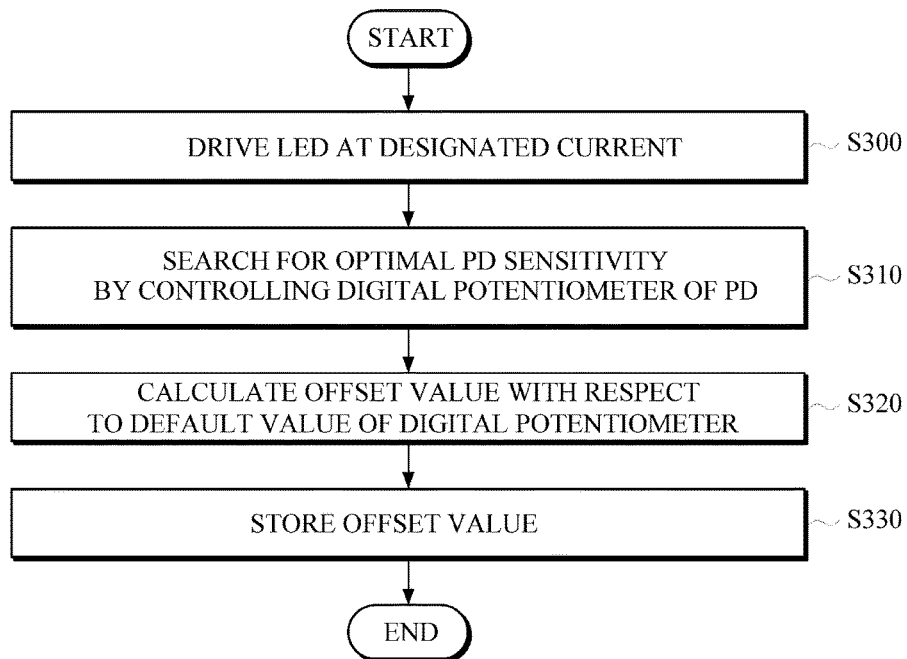 START
DRIVE LED AT DESIGNATED CURRENT
S300
SEARCH FOR OPTIMAL PD SENSITIVITY
BY CONTROLLING DIGITAL POTENTIOMETER OF PD
S310
CALCULATE OFFSET VALUE WITH RESPECT
TO DEFAULT VALUE OF DIGITAL POTENTIOMETER
S320
STORE OFFSET VALUE
S330
END